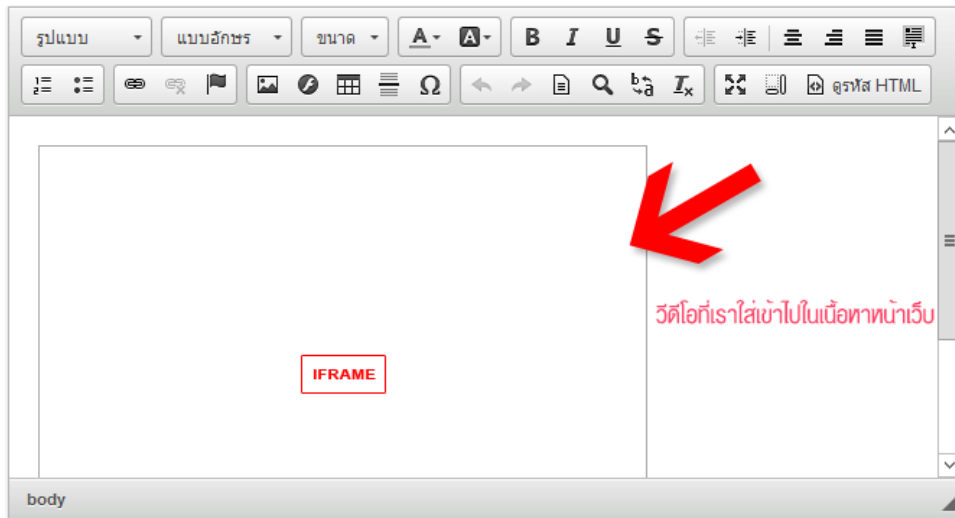 รูปแบบ แบบอักษร ขนาด A A B I U S
ดูรหัส HTML
วีดีโอที่เราใส่เข้าไปในเนื้อหาหน้าเว็บ
IFRAME
body